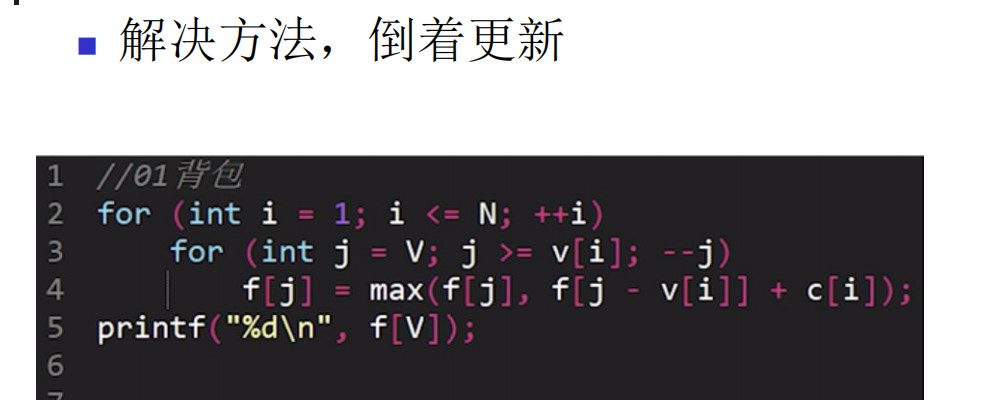 解决方法，倒着更新
1 //01背包
2 for (int i = 1; i <= N; ++i)
3     for (int j = V; j >= v[i]; --j)
4         f[j] = max(f[j], f[j - v[i]] + c[i]);
5 printf("%d\n", f[V]);
6
7